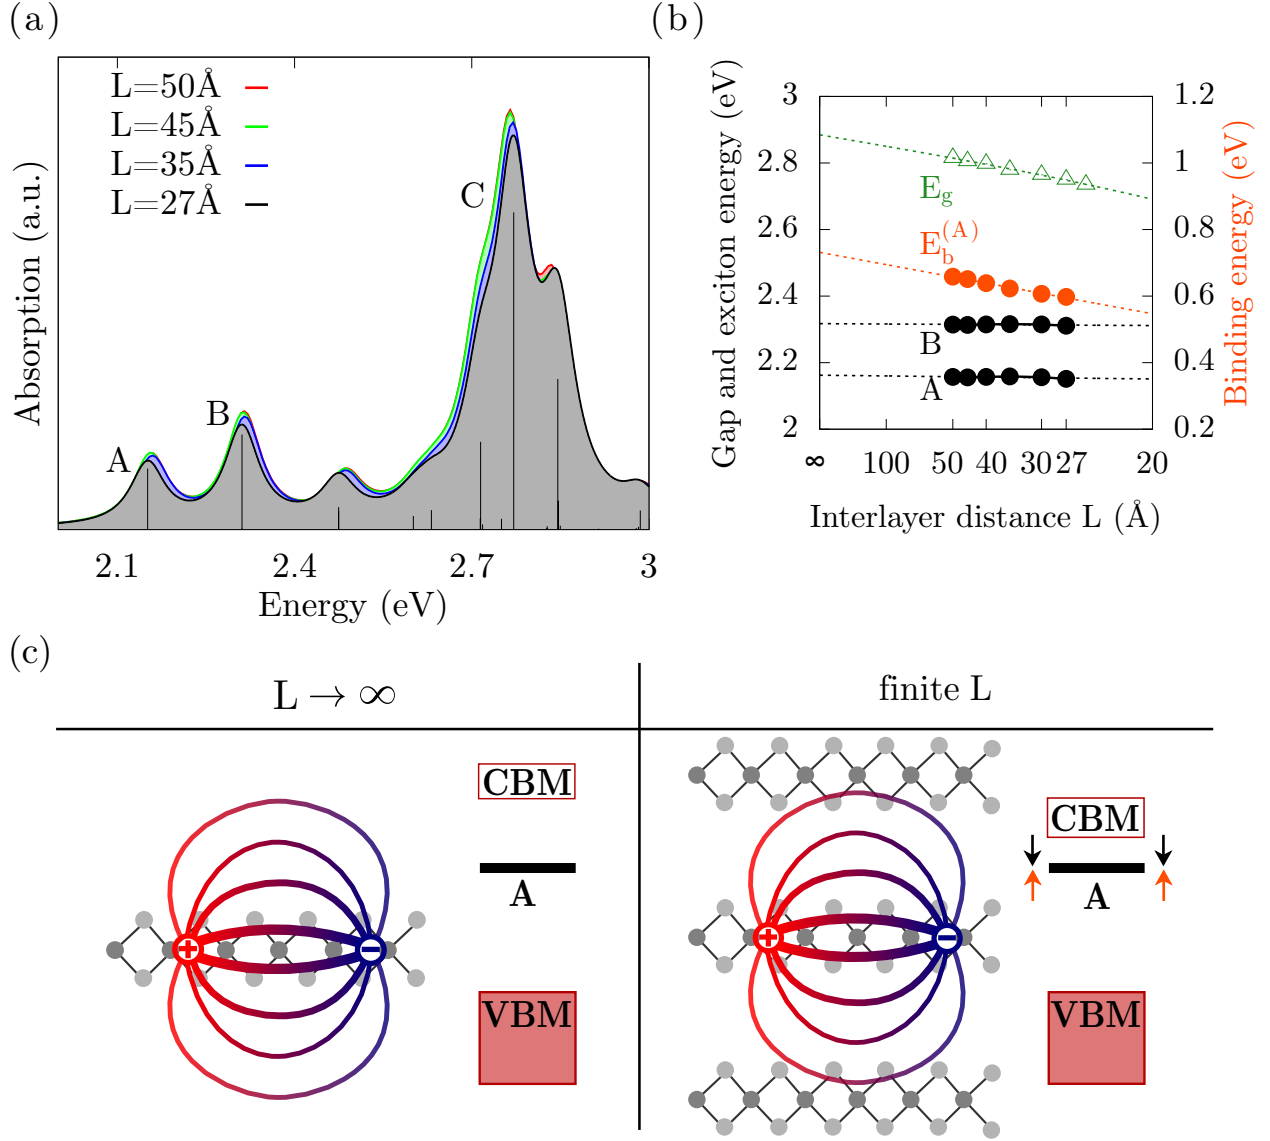 (a)
L=50Å
L=45Å
L=35Å
L=27Å
A
B
C
Absorption (a.u.)
2.1
2.4
2.7
3
Energy (eV)
(b)
Gap and exciton energy (eV)
3
2.8
2.6
2.4
2.2
2
E_g
E_b^(A)
B
A
1.2
1
0.8
0.6
0.4
0.2
Binding energy (eV)
∞ 100 50 40 30 27 20
Interlayer distance L (Å)
(c)
L → ∞
finite L
CBM
A
VBM
+
−
CBM
A
VBM
+
−